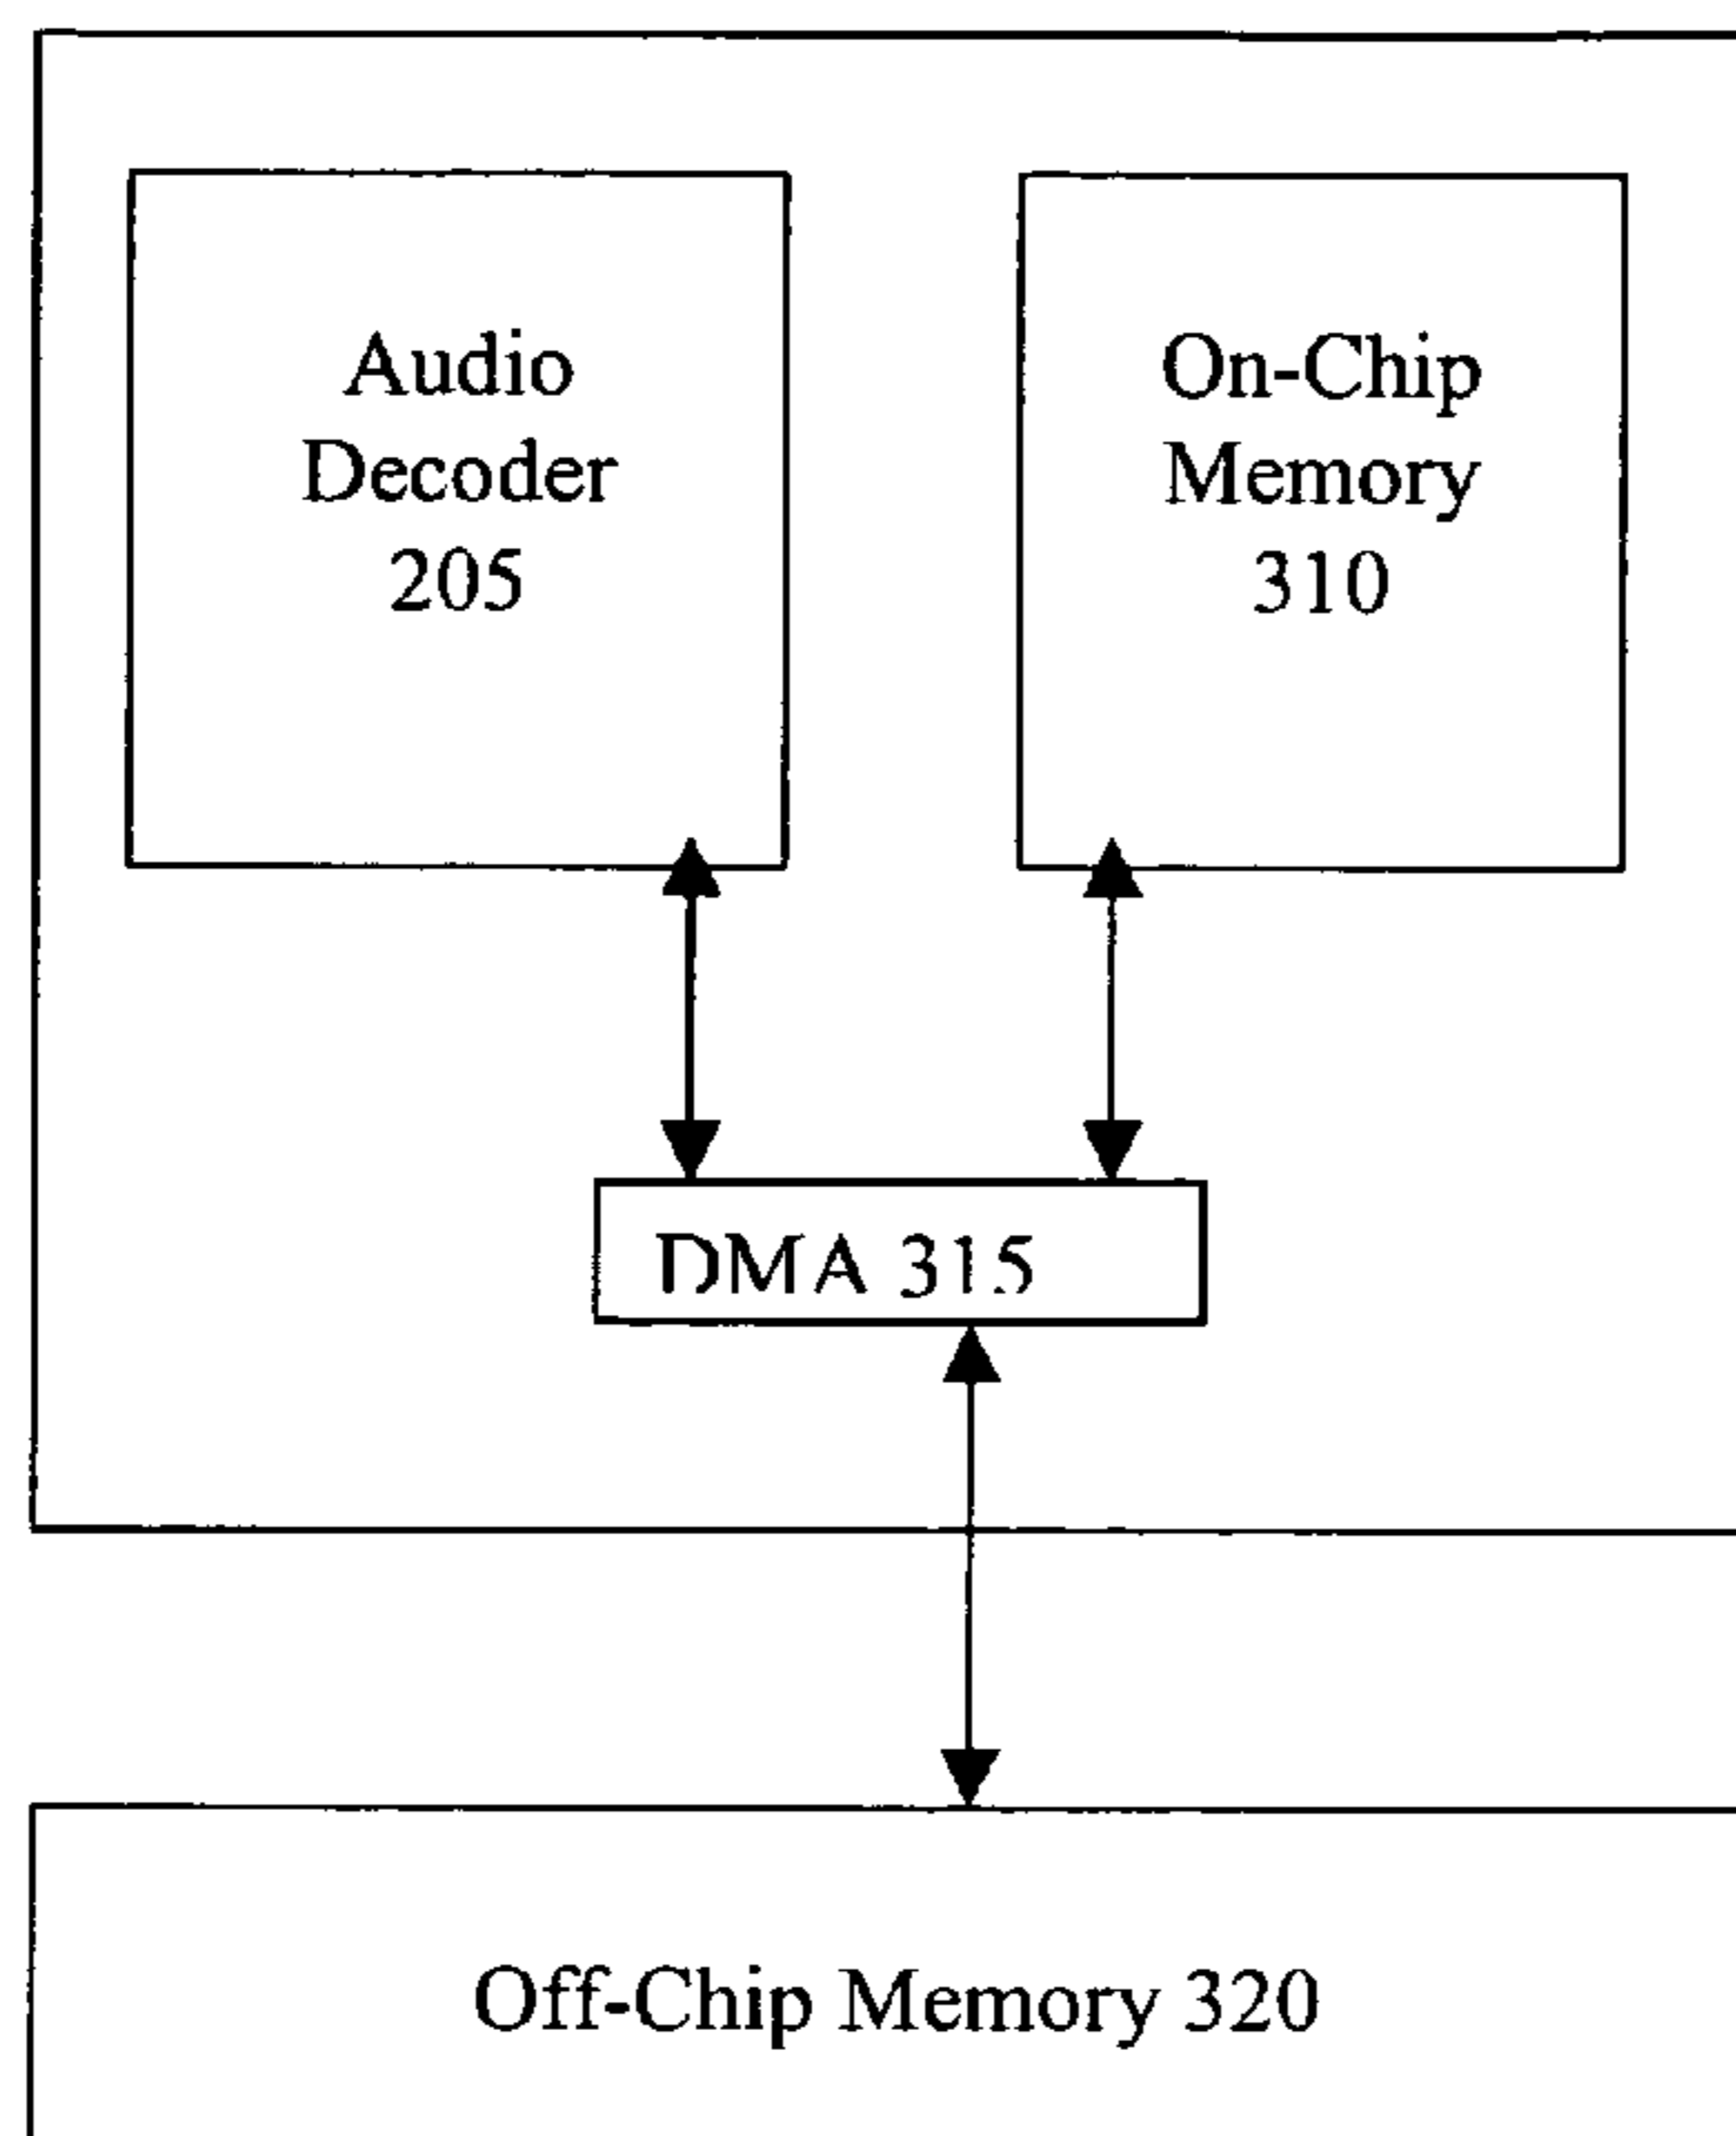 Audio
Decoder
205
On-Chip
Memory
310
DMA 315
Off-Chip Memory 320